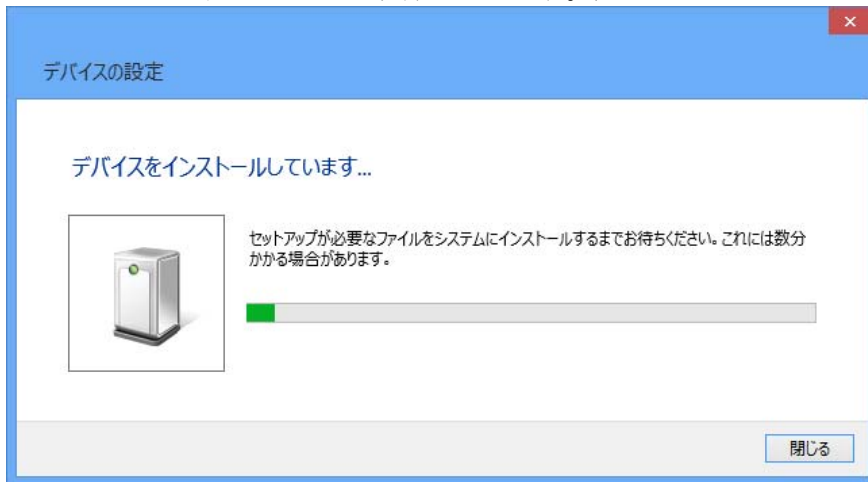 デバイスの設定
デバイスをインストールしています...
セットアップが必要なファイルをシステムにインストールするまでお待ちください。これには数分
かかる場合があります。
閉じる